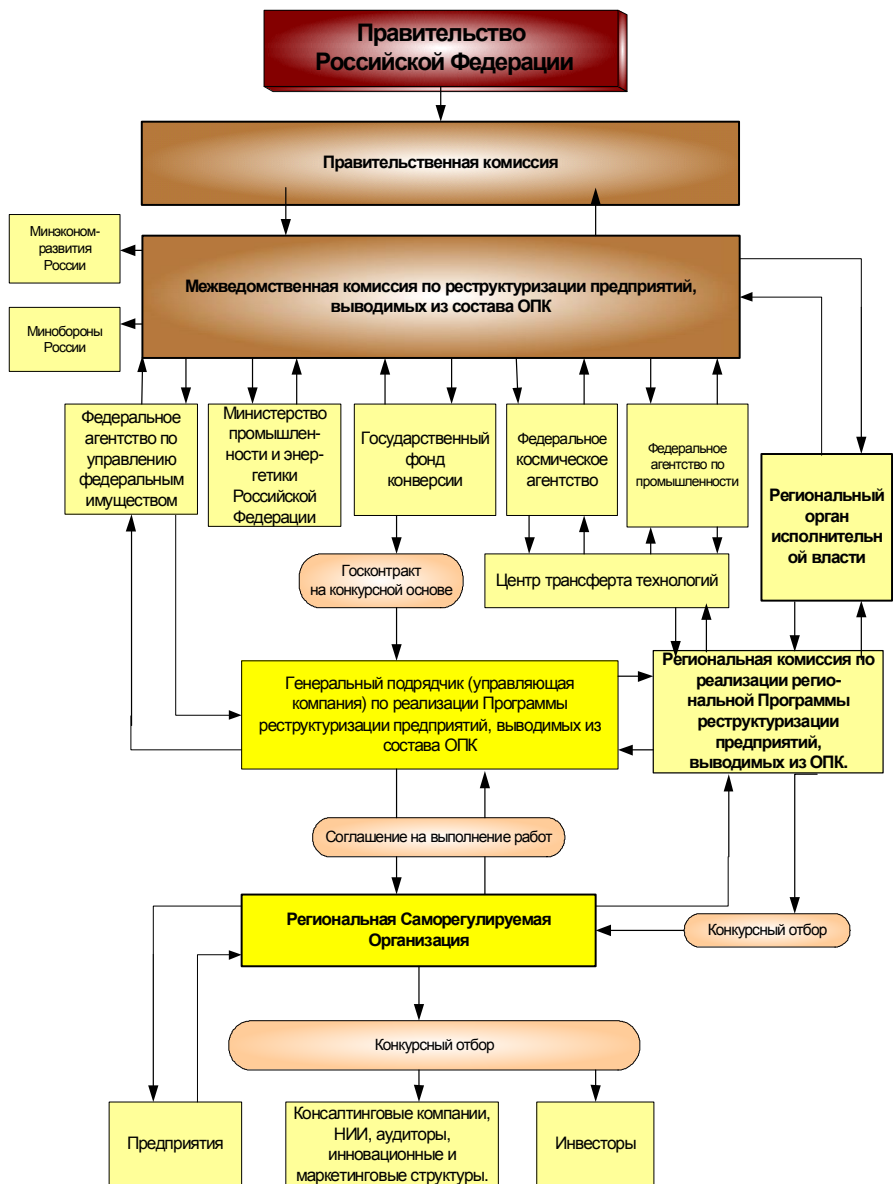 Правительство
Российской Федерации
Правительственная комиссия
Минэконом-
развития
России
Межведомственная комиссия по реструктуризации предприятий,
выводимых из состава ОПК
Минобороны
России
Федеральное
агентство по
управлению
федеральным
имуществом
Министерство
промышлен-
ности и энер-
гетики
Российской
Федерации
Государственный
фонд
конверсии
Федеральное
космическое
агентство
Федеральное
агентство по
промышленности
Региональный
орган
исполнительн
ой власти
Госконтракт
на конкурсной основе
Центр трансферта технологий
Генеральный подрядчик (управляющая
компания) по реализации Программы
реструктуризации предприятий, выводимых из
состава ОПК
Региональная комиссия по
реализации регио-
нальной Программы
реструктуризации
предприятий,
выводимых из ОПК.
Соглашение на выполнение работ
Региональная Саморегулируемая
Организация
Конкурсный отбор
Конкурсный отбор
Предприятия
Консалтинговые компании,
НИИ, аудиторы,
инновационные и
маркетинговые структуры.
Инвесторы